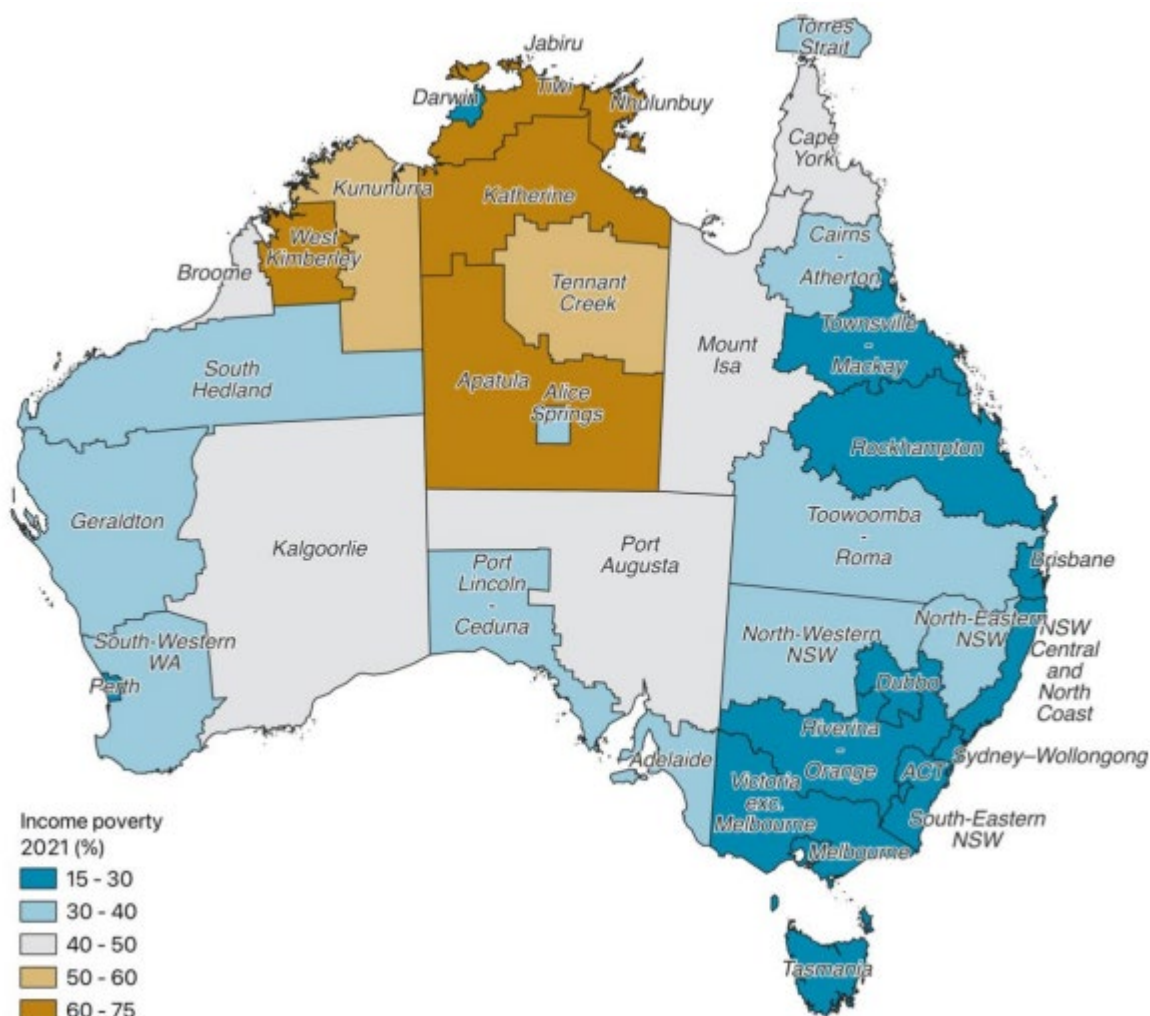 Torres
Strait
Jabiru
Tiwi
Darwin
Nhulunbuy
Cape
York
Kununurra
Katherine
West
Kimberley
Cairns
-
Atherton
Broome
Tennant
Creek
Townsville
-
Mackay
Mount
Isa
South
Hedland
Apatula
Alice
Springs
Rockhampton
Geraldton
Toowoomba
-
Roma
Kalgoorlie
Port
Augusta
Port
Lincoln
-
Ceduna
Brisbane
North-Eastern
NSW
South-Western
WA
North-Western
NSW
NSW
Central
and
North
Coast
Perth
Dubbo
Riverina
-
Orange
Sydney–Wollongong
Adelaide
ACT
Victoria
exc.
Melbourne
South-Eastern
NSW
Melbourne
Tasmania
Income poverty
2021 (%)
15 - 30
30 - 40
40 - 50
50 - 60
60 - 75